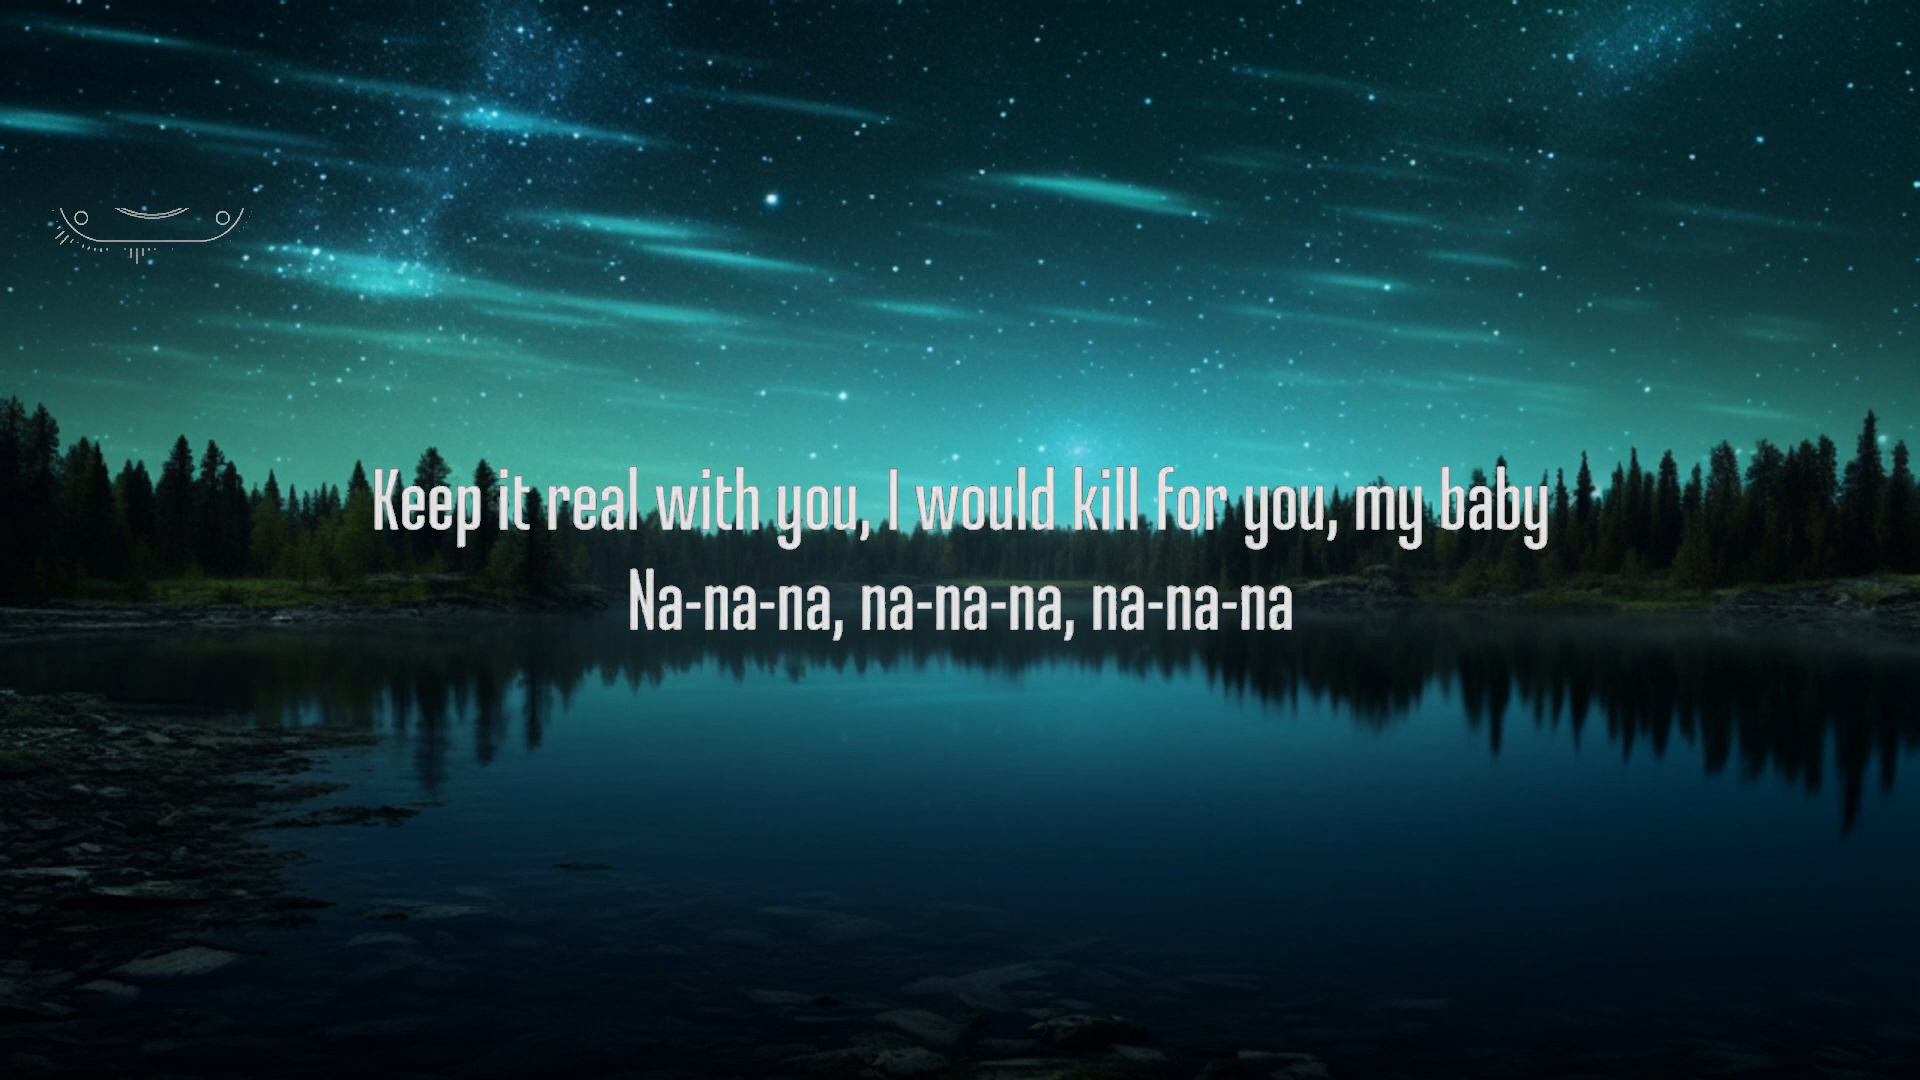 Keep it real with you, I would kill for you, my baby
Na-na-na, na-na-na, na-na-na